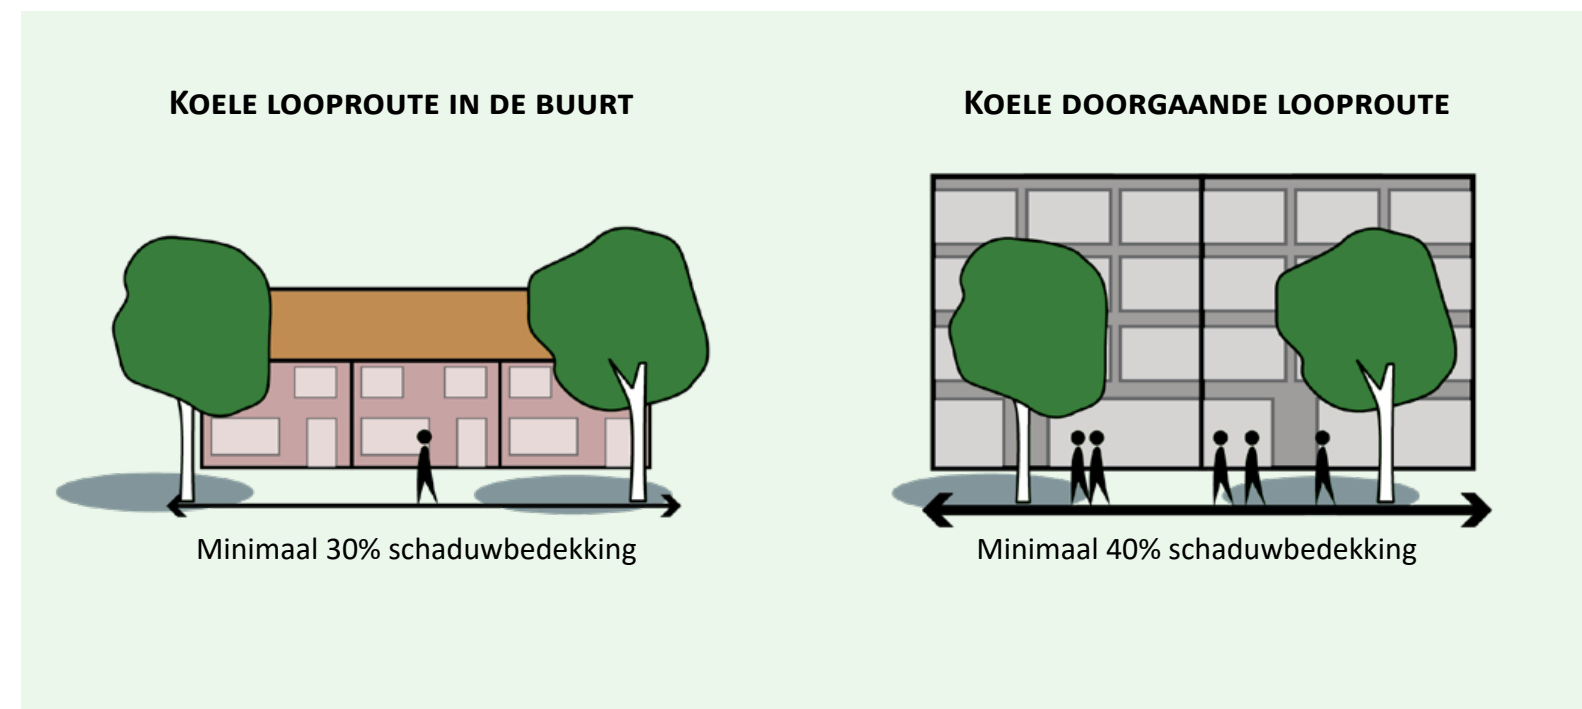 KOELE LOOPROUTE IN DE BUURT
KOELE DOORGAANDE LOOPROUTE
Minimaal 30% schaduwbedekking
Minimaal 40% schaduwbedekking